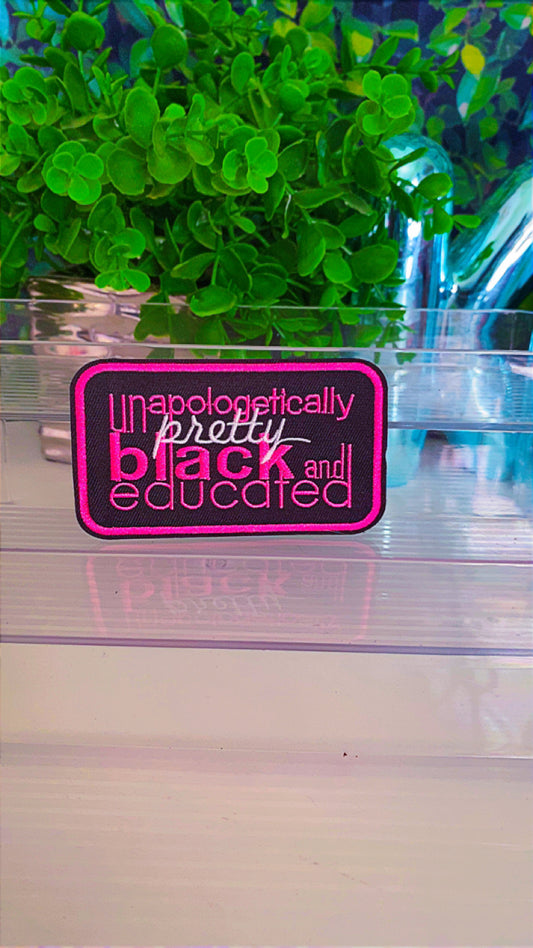 unapologetically
pretty
black and
educated